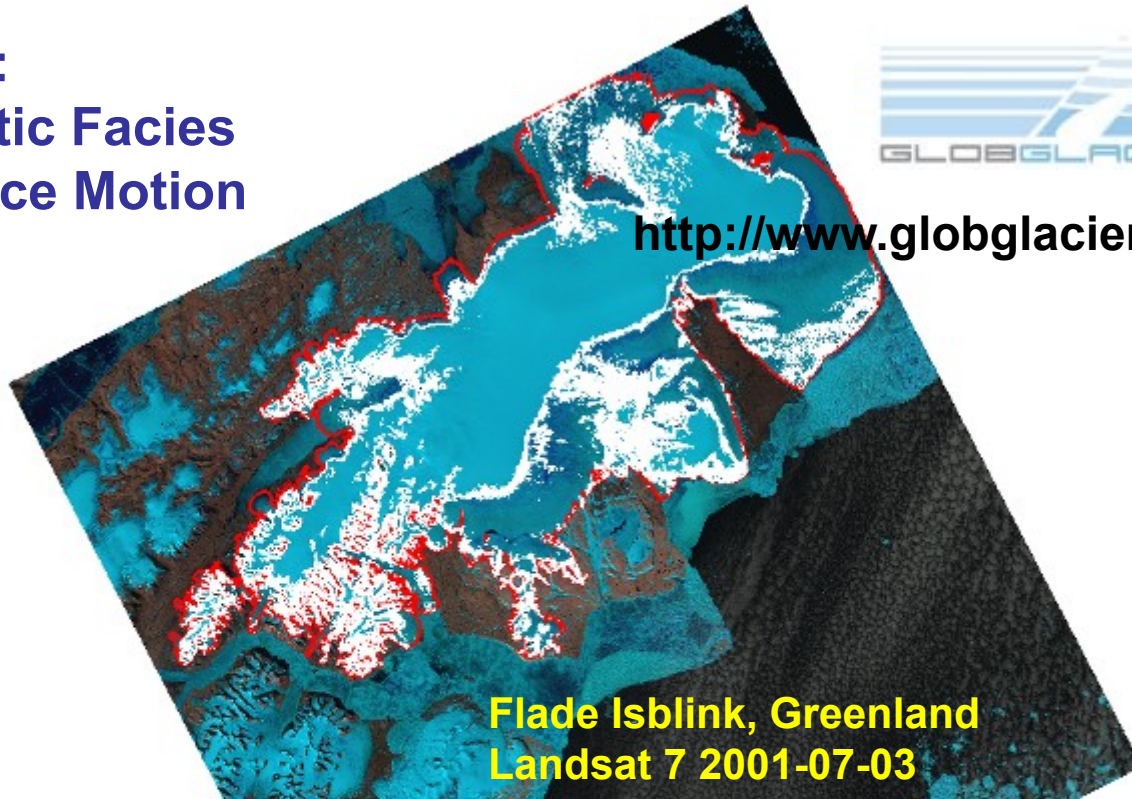 :
tic Facies
ce Motion
GLOBGLAC
http://www.globglacier
Flade Isblink, Greenland
Landsat 7 2001-07-03